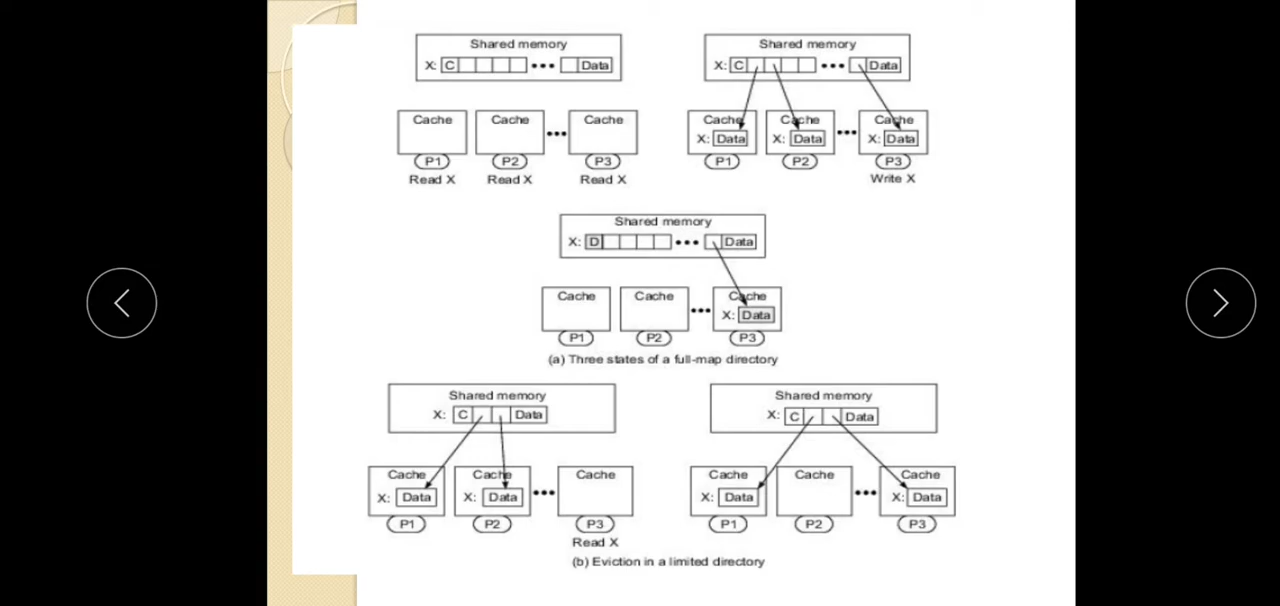 Shared memory
X: C ••• Data
Cache Cache ••• Cache
P1 P2 P3
Read X Read X Read X
Shared memory
X: C ••• Data
Cache Cache ••• Cache
X: Data X: Data X: Data
P1 P2 P3
Write X
Shared memory
X: D ••• Data
Cache Cache ••• Cache
X: Data
P1 P2 P3
(a) Three states of a full-map directory
Shared memory
X: C Data
Cache Cache ••• Cache
X: Data X: Data
P1 P2 P3
Read X
Shared memory
X: C Data
Cache Cache ••• Cache
X: Data X: Data
P1 P2 P3
(b) Eviction in a limited directory